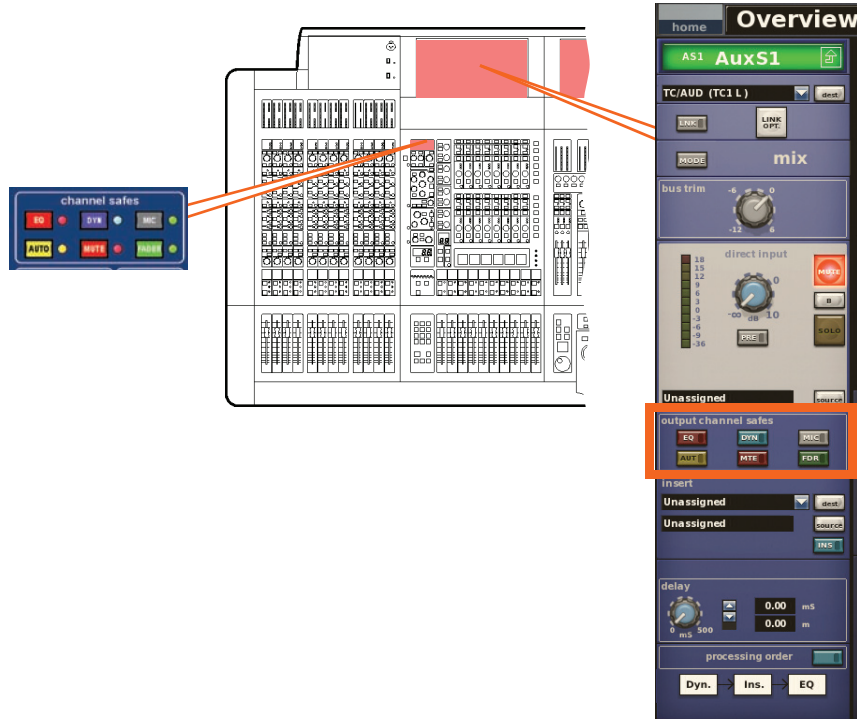 channel safes
EQ DYN MIC
AUTO MUTE FADER
home Overview
AS1 AuxS1
TC/AUD (TC1 L) dest
LNK LINK OPT.
MODE mix
bus trim
-6 0
-12 6
direct input
18
15
12
9
6
3
0
-3
-6
-9
-36
0
-∞ dB 10
PRE
MUTE
B
SOLO
Unassigned source
output channel safes
EQ DYN MIC
AUT MTE FDR
insert
Unassigned dest
Unassigned source
INS
delay
0 mS 500
0.00 mS
0.00 m
processing order
Dyn. Ins. EQ